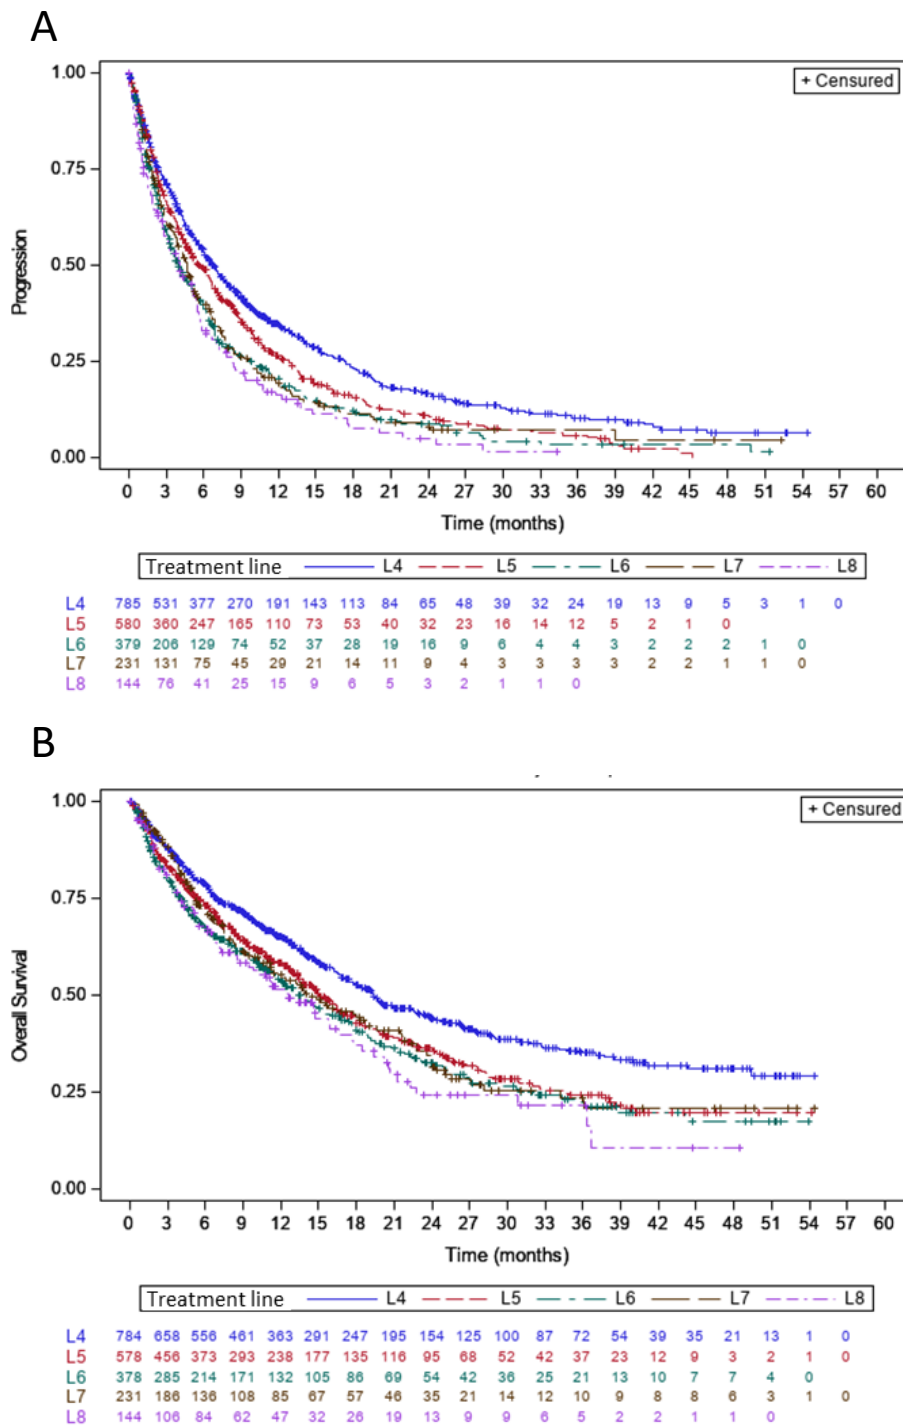 A
1.00
+ Censured
0.75
0.50
0.25
0.00
Progression
0 3 6 9 12 15 18 21 24 27 30 33 36 39 42 45 48 51 54 57 60
Time (months)
Treatment line L4 L5 L6 L7 L8
L4 785 531 377 270 191 143 113 84 65 48 39 32 24 19 13 9 5 3 1 0
L5 580 360 247 165 110 73 53 40 32 23 16 14 12 5 2 1 0
L6 379 206 129 74 52 37 28 19 16 9 6 4 4 3 2 2 2 1 0
L7 231 131 75 45 29 21 14 11 9 4 3 3 3 3 2 2 1 1 0
L8 144 76 41 25 15 9 6 5 3 2 1 1 0
B
1.00
+ Censured
0.75
0.50
0.25
0.00
Overall Survival
0 3 6 9 12 15 18 21 24 27 30 33 36 39 42 45 48 51 54 57 60
Time (months)
Treatment line L4 L5 L6 L7 L8
L4 784 658 556 461 363 291 247 195 154 125 100 87 72 54 39 35 21 13 1 0
L5 578 456 373 293 238 177 135 116 95 68 52 42 37 23 12 9 3 2 1 0
L6 378 285 214 171 132 105 86 69 54 42 36 25 21 13 10 7 7 4 0
L7 231 186 136 108 85 67 57 46 35 21 14 12 10 9 8 8 6 3 1 0
L8 144 106 84 62 47 32 26 19 13 9 9 6 5 2 2 1 1 0